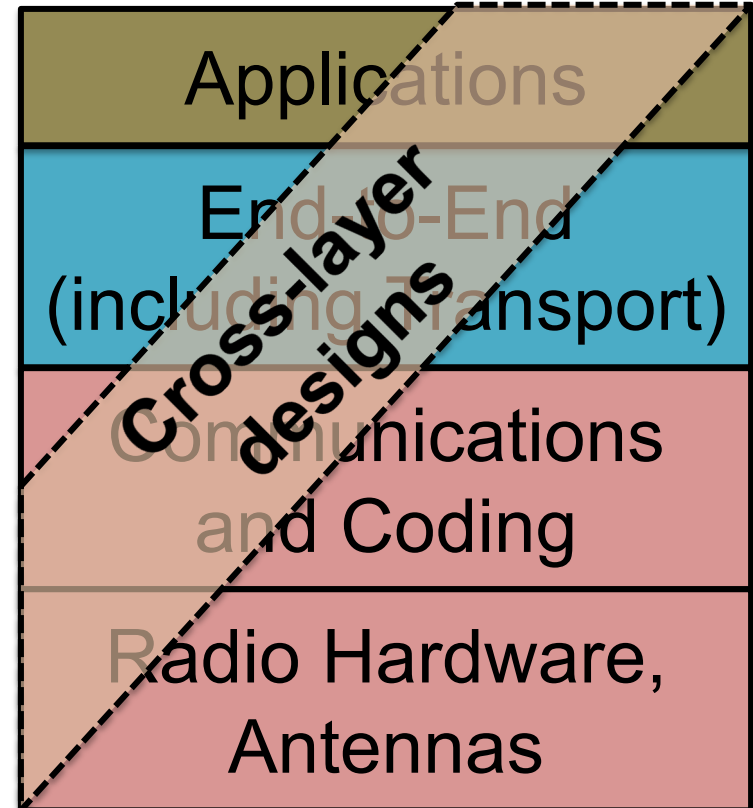 Applications
End-to-End
(including Transport)
Cross-layer
designs
Communications
and Coding
Radio Hardware,
Antennas